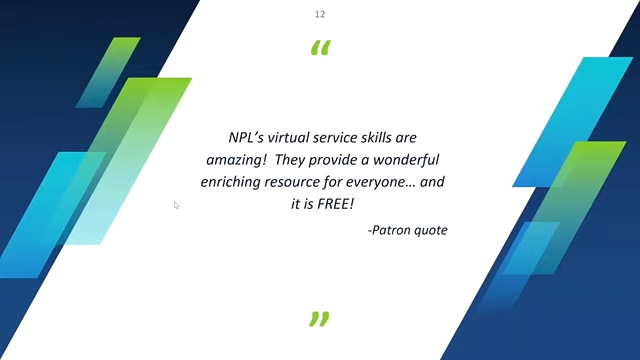 12
“
NPL’s virtual service skills are
amazing!  They provide a wonderful
enriching resource for everyone… and
it is FREE!
-Patron quote
”